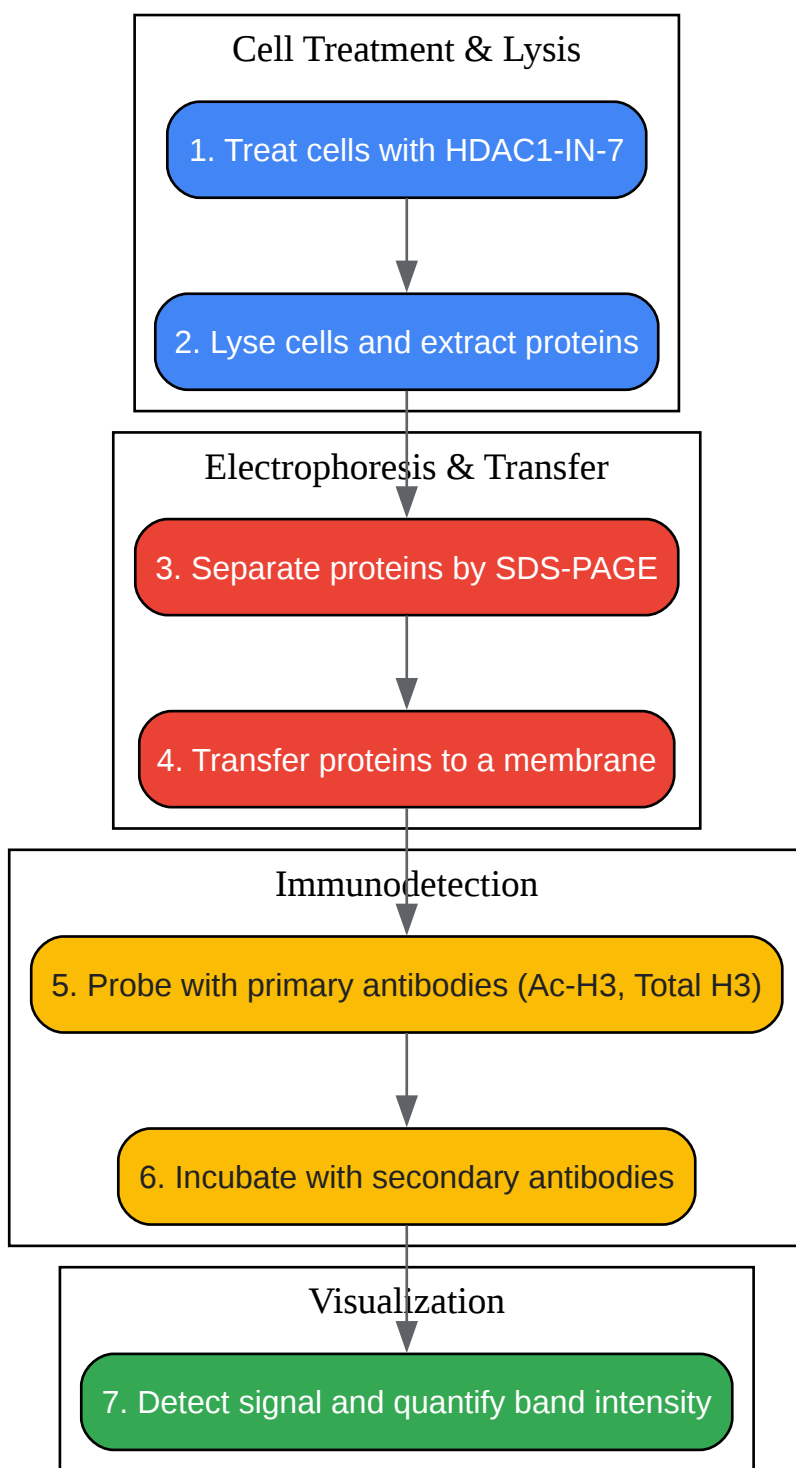 Cell Treatment & Lysis
1. Treat cells with HDAC1-IN-7
2. Lyse cells and extract proteins
Electrophoresis & Transfer
3. Separate proteins by SDS-PAGE
4. Transfer proteins to a membrane
Immunodetection
5. Probe with primary antibodies (Ac-H3, Total H3)
6. Incubate with secondary antibodies
Visualization
7. Detect signal and quantify band intensity